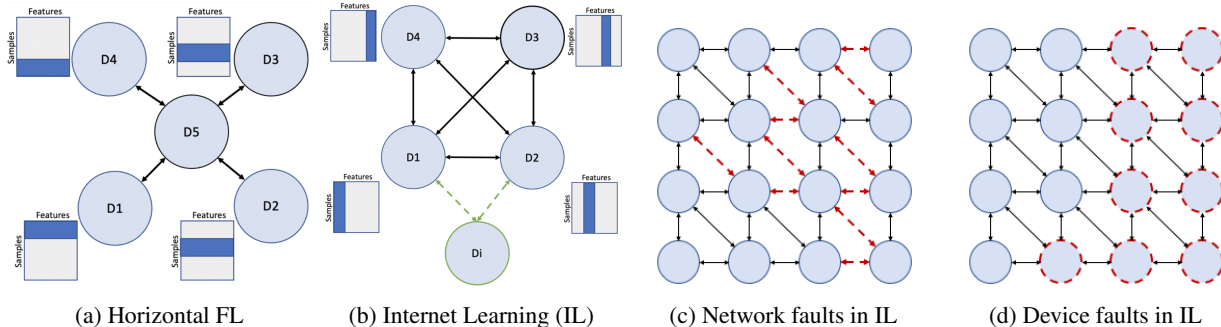 Features
Samples
D4
Features
Samples
D3
D5
D1
Features
Samples
D2
Features
Samples
(a) Horizontal FL
Features
Samples
D4
D3
Features
Samples
D1
D2
Features
Samples
Features
Samples
Di
(b) Internet Learning (IL)
(c) Network faults in IL
(d) Device faults in IL